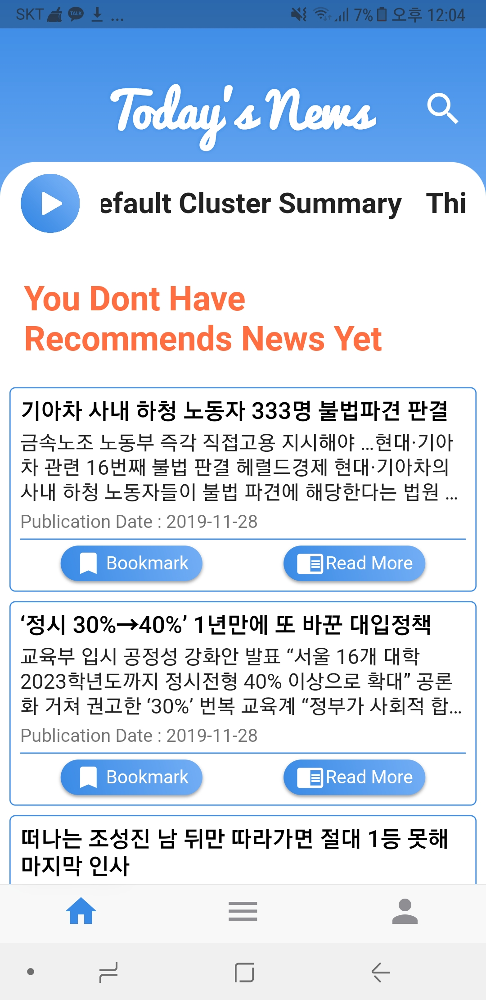 SKT TALK ... 7% 오후 12:04
Today's News
efault Cluster Summary Thi
You Dont Have
Recommends News Yet
기아차 사내 하청 노동자 333명 불법파견 판결
금속노조 노동부 즉각 직접고용 지시해야 ...현대·기아
차 관련 16번째 불법 판결 헤럴드경제 현대·기아차의
사내 하청 노동자들이 불법 파견에 해당한다는 법원 ...
Publication Date : 2019-11-28
Bookmark Read More
‘정시 30%→40%’ 1년만에 또 바꾼 대입정책
교육부 입시 공정성 강화안 발표 “서울 16개 대학
2023학년도까지 정시전형 40% 이상으로 확대” 공론
화 거쳐 권고한 ‘30%’ 번복 교육계 “정부가 사회적 합...
Publication Date : 2019-11-28
Bookmark Read More
떠나는 조성진 남 뒤만 따라가면 절대 1등 못해
마지막 인사